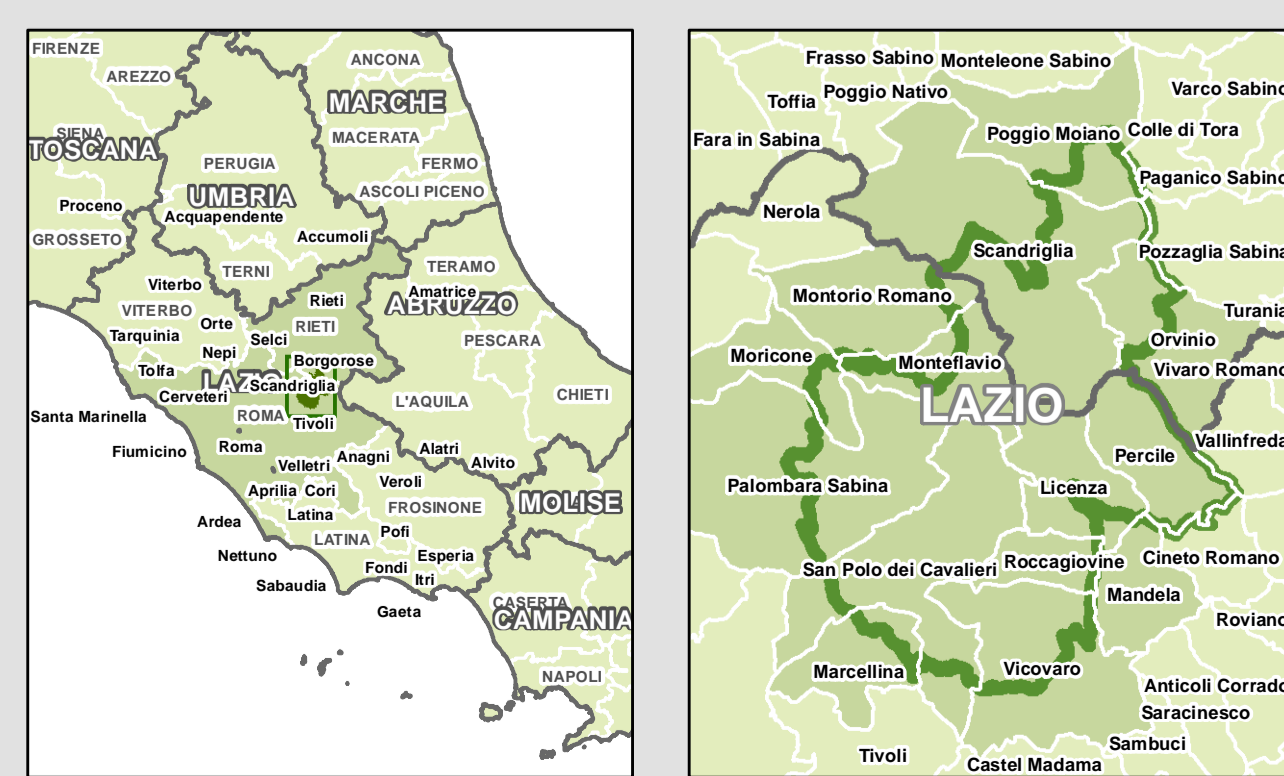 FIRENZE
ANCONA
AREZZO
MARCHE
SIENA
TOSCANA
MACERATA
PERUGIA
FERMO
UMBRIA
ASCOLI PICENO
Proceno
Acquapendente
GROSSETO
Accumoli
TERNI
TERAMO
Viterbo
Amatrice
Rieti
ABRUZZO
VITERBO
Orte
RIETI
Tarquinia
Selci
PESCARA
Nepi
Borgorose
Tolfa
LAZIO
Scandriglia
Cerveteri
CHIETI
L'AQUILA
Santa Marinella
ROMA
Tivoli
Fiumicino
Roma
Alatri
Anagni
Velletri
Alvito
Veroli
Aprilia
Cori
FROSINONE
MOLISE
Latina
Ardea
Pofi
LATINA
Nettuno
Esperia
Fondi
Itri
Sabaudia
CASERTA
Gaeta
CAMPANIA
NAPOLI
Frasso Sabino
Monteleone Sabino
Poggio Nativo
Varco Sabino
Toffia
Fara in Sabina
Poggio Moiano
Colle di Tora
Paganico Sabino
Nerola
Scandriglia
Pozzaglia Sabina
Montorio Romano
Turania
Orvinio
Moricone
Monteflavio
Vivaro Romano
LAZIO
Vallinfreda
Percile
Palombara Sabina
Licenza
San Polo dei Cavalieri
Roccagiovine
Cineto Romano
Mandela
Roviano
Marcellina
Vicovaro
Anticoli Corrado
Saracinesco
Sambuci
Tivoli
Castel Madama